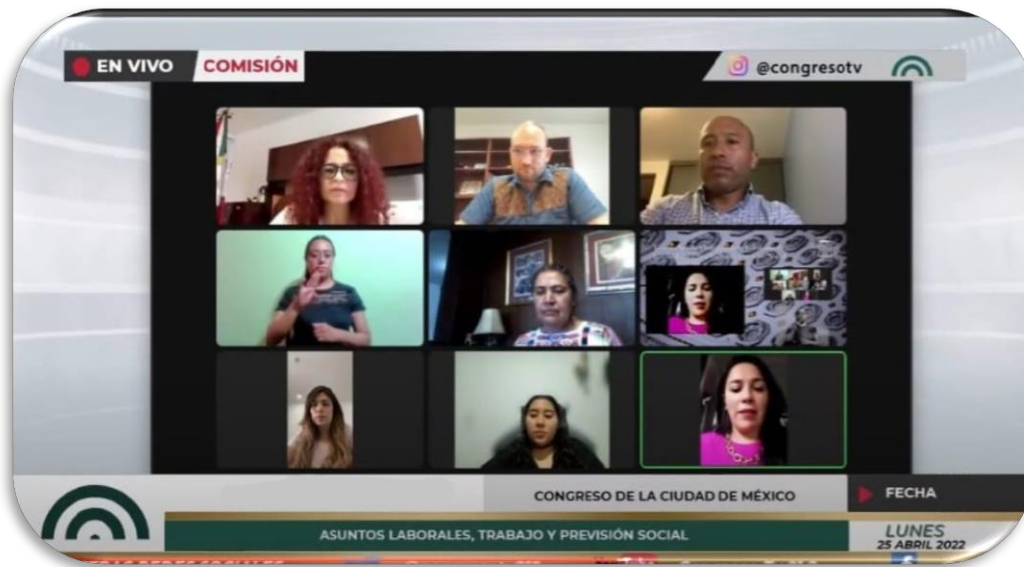 EN VIVO COMISIÓN
@congresotv
CONGRESO DE LA CIUDAD DE MÉXICO
FECHA
ASUNTOS LABORALES, TRABAJO Y PREVISIÓN SOCIAL
LUNES
25 ABRIL 2022